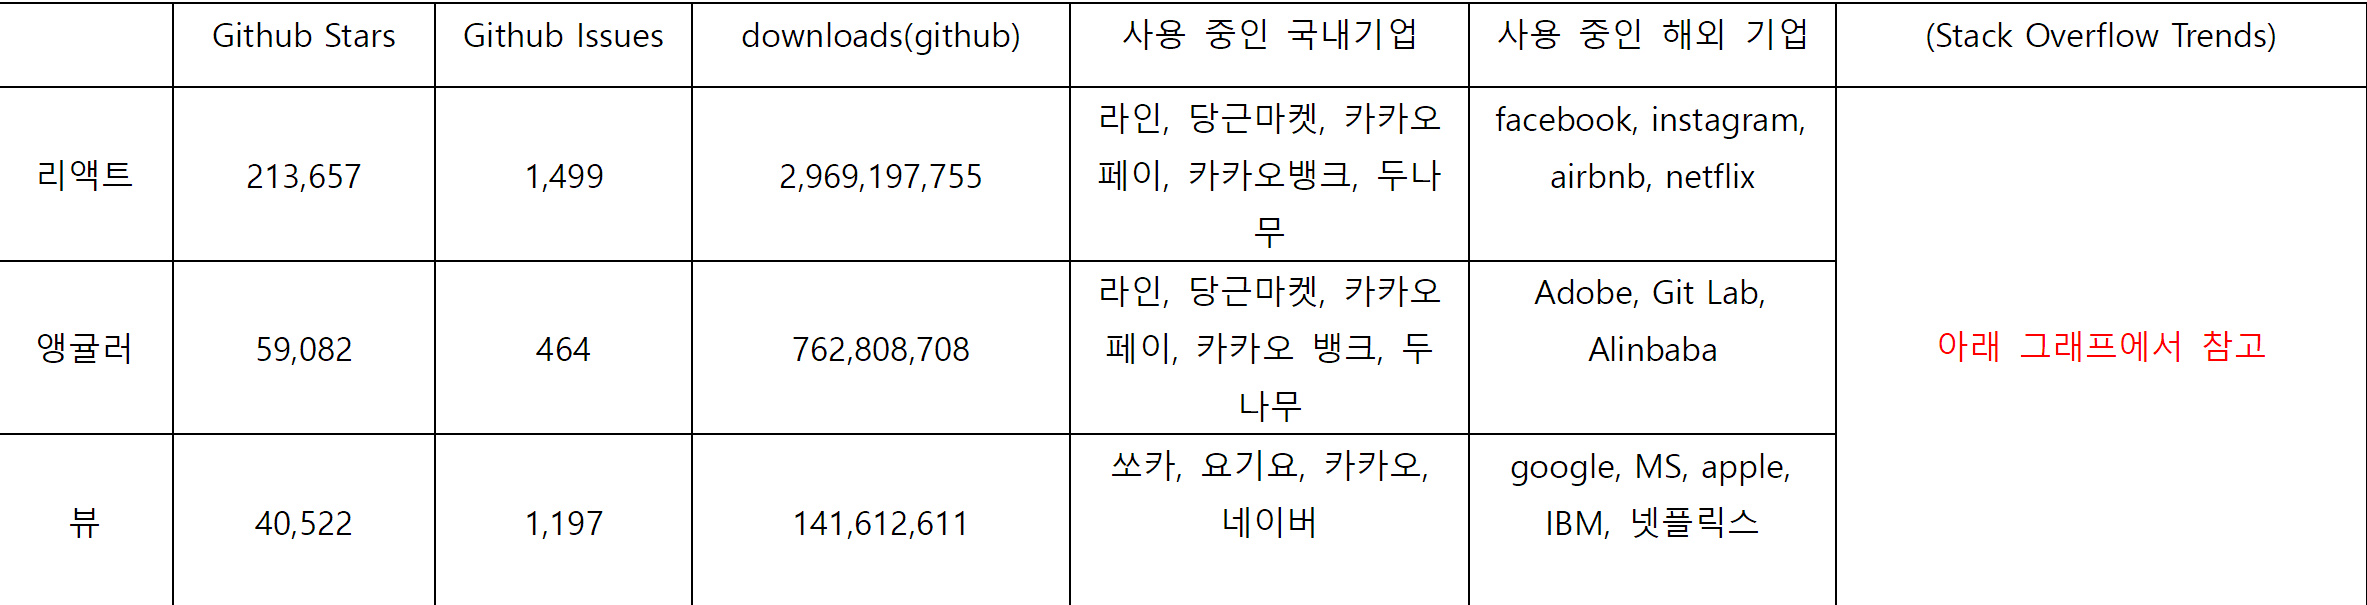 Github Stars
Github Issues
downloads(github)
사용 중인 국내기업
사용 중인 해외 기업
(Stack Overflow Trends)
리액트
213,657
1,499
2,969,197,755
라인, 당근마켓, 카카오
페이, 카카오뱅크, 두나
무
facebook, instagram,
airbnb, netflix
아래 그래프에서 참고
앵귤러
59,082
464
762,808,708
라인, 당근마켓, 카카오
페이, 카카오 뱅크, 두
나무
Adobe, Git Lab,
Alinbaba
뷰
40,522
1,197
141,612,611
쏘카, 요기요, 카카오,
네이버
google, MS, apple,
IBM, 넷플릭스